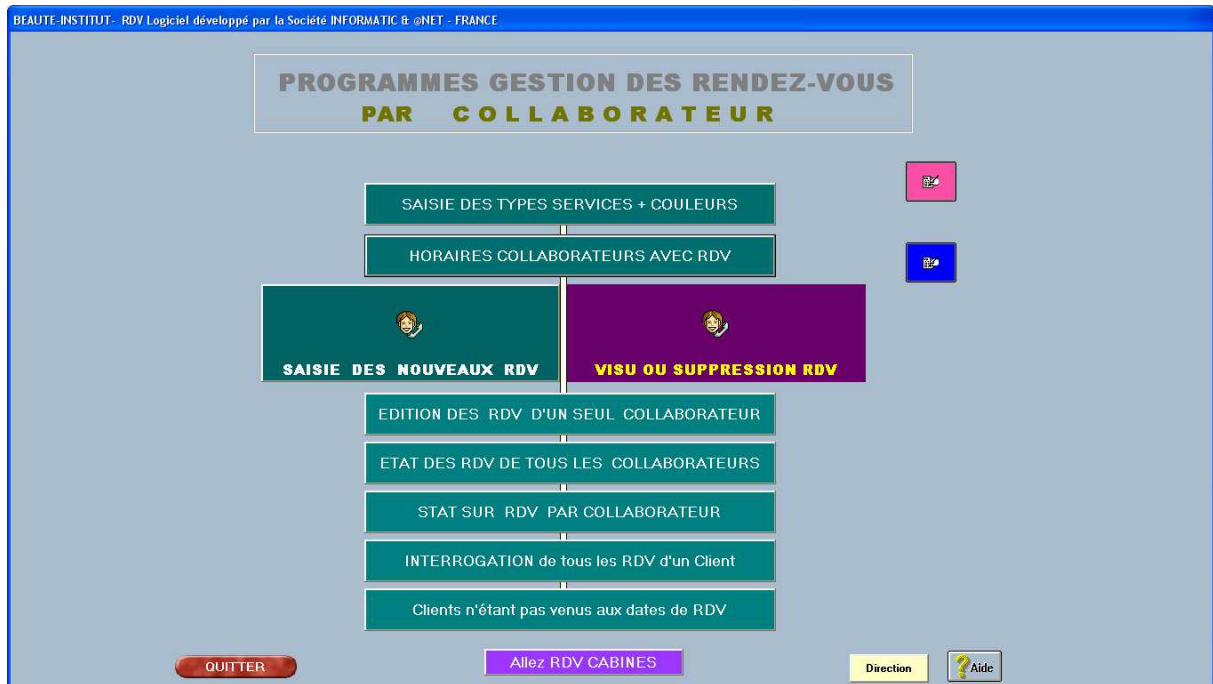 BEAUTE-INSTITUT- RDV Logiciel développé par la Société INFORMATIC & @NET - FRANCE
PROGRAMMES GESTION DES RENDEZ-VOUS
PAR COLLABORATEUR
SAISIE DES TYPES SERVICES + COULEURS
HORAIRES COLLABORATEURS AVEC RDV
SAISIE DES NOUVEAUX RDV
VISU OU SUPPRESSION RDV
EDITION DES RDV D'UN SEUL COLLABORATEUR
ETAT DES RDV DE TOUS LES COLLABORATEURS
STAT SUR RDV PAR COLLABORATEUR
INTERROGATION de tous les RDV d'un Client
Clients n'étant pas venus aux dates de RDV
QUITTER
Allez RDV CABINES
Direction
Aide